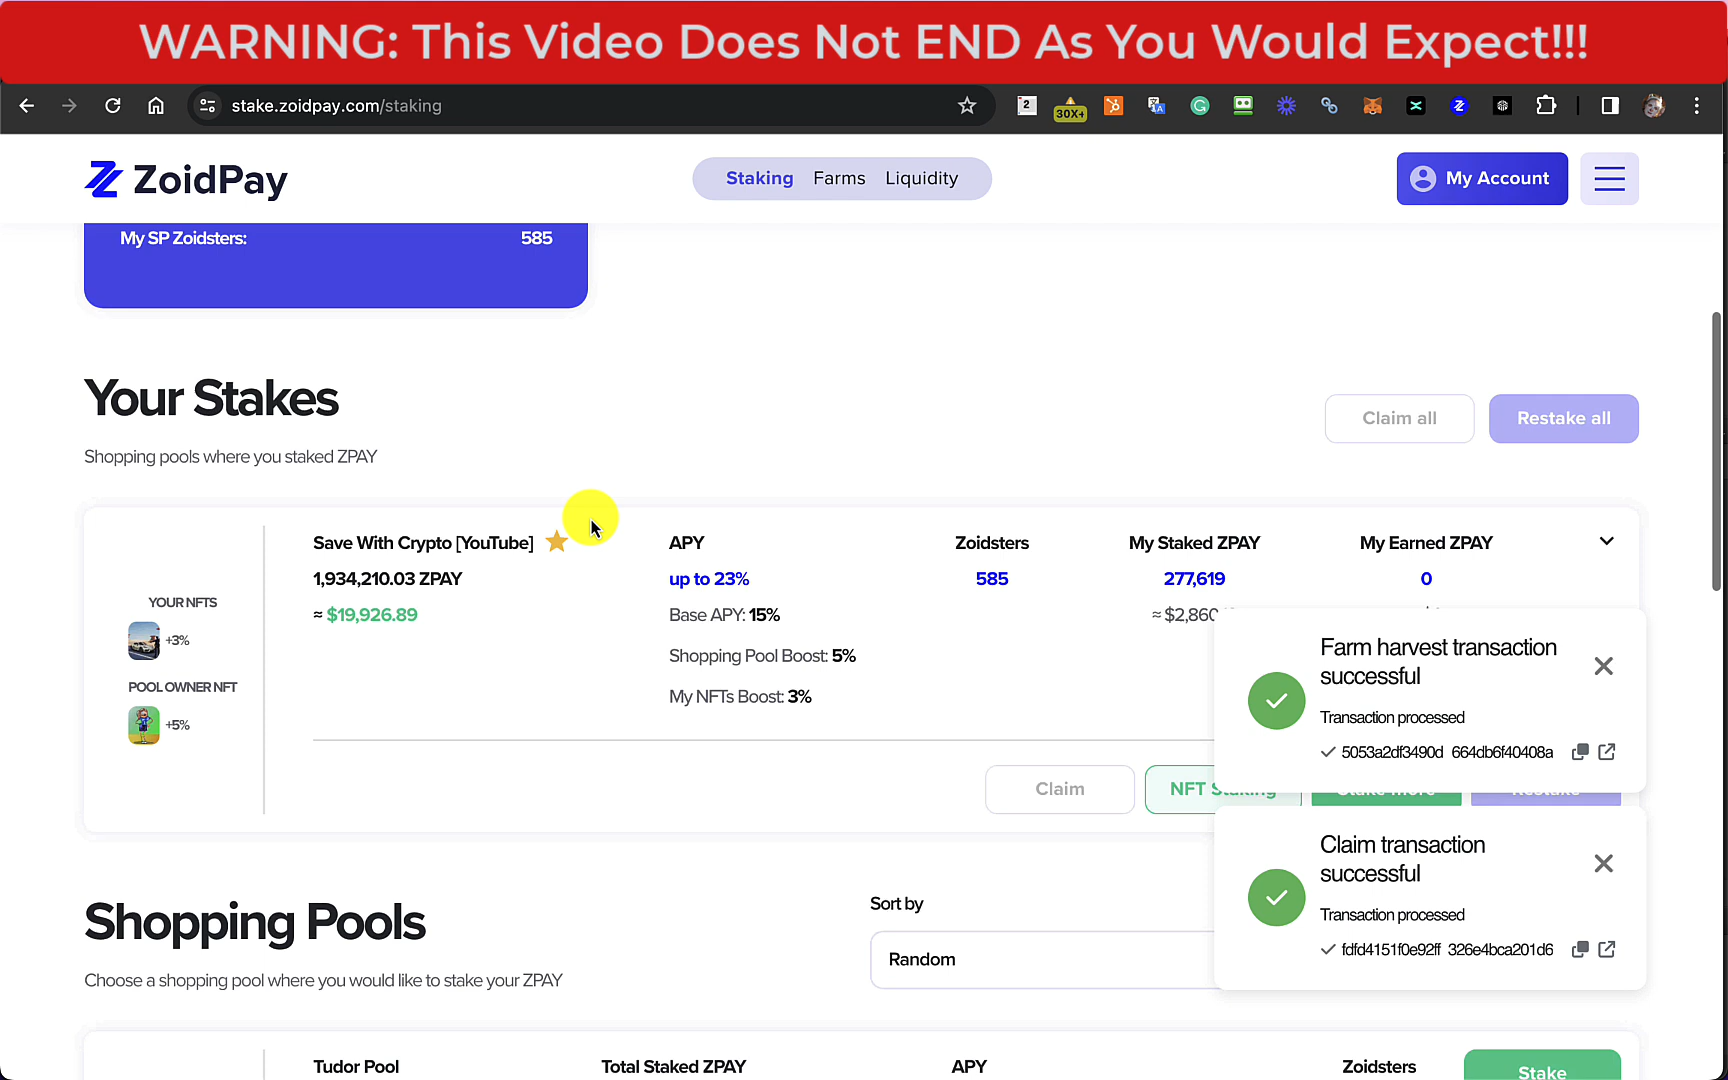 WARNING: This Video Does Not END As You Would Expect!!!
stake.zoidpay.com/staking
2
30X+
ZoidPay
Staking Farms Liquidity
My Account
My SP Zoidsters: 585
Your Stakes
Claim all
Restake all
Shopping pools where you staked ZPAY
Save With Crypto [YouTube]
APY
Zoidsters
My Staked ZPAY
My Earned ZPAY
1,934,210.03 ZPAY
up to 23%
585
277,619
0
≈ $19,926.89
Base APY: 15%
≈ $2,860
YOUR NFTS
+3%
Shopping Pool Boost: 5%
POOL OWNER NFT
+5%
My NFTs Boost: 3%
Farm harvest transaction
successful
Transaction processed
5053a2df3490d 664db6f40408a
Claim
NFT Staking
Claim transaction
successful
Transaction processed
fdfd4151f0e92ff 326e4bca201d6
Shopping Pools
Choose a shopping pool where you would like to stake your ZPAY
Sort by
Random
Tudor Pool
Total Staked ZPAY
APY
Zoidsters
Stake